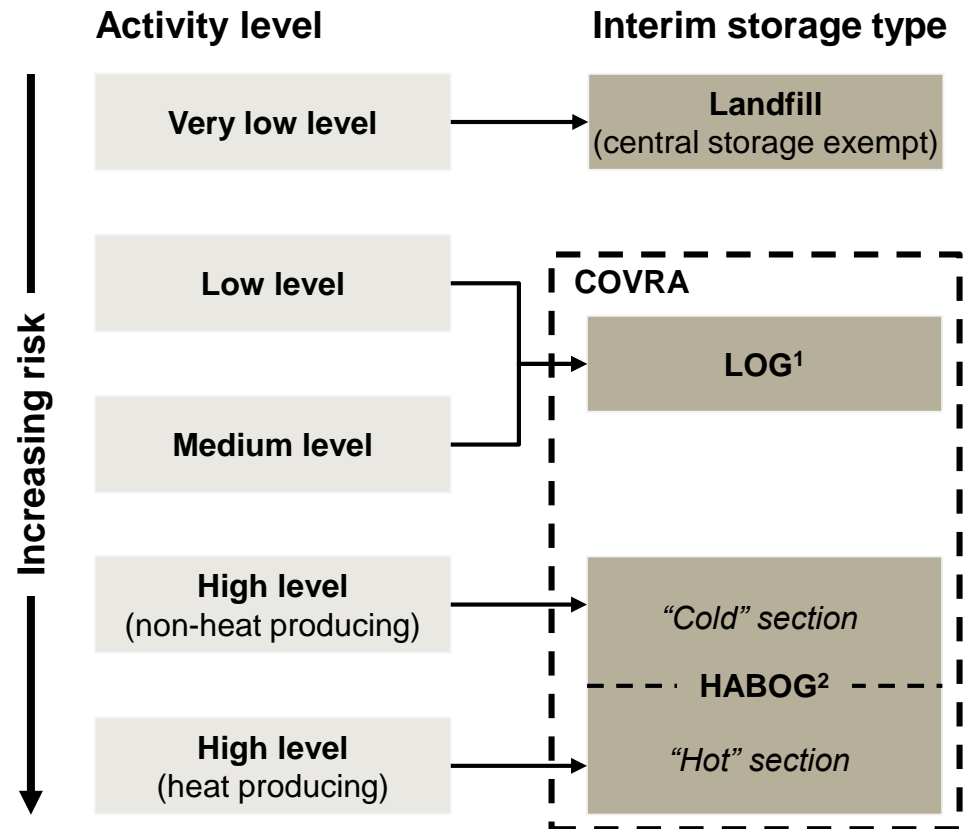 Activity level
Interim storage type
Increasing risk
Very low level
Landfill
(central storage exempt)
Low level
COVRA
LOG¹
Medium level
High level
(non-heat producing)
“Cold” section
HABOG²
High level
(heat producing)
“Hot” section